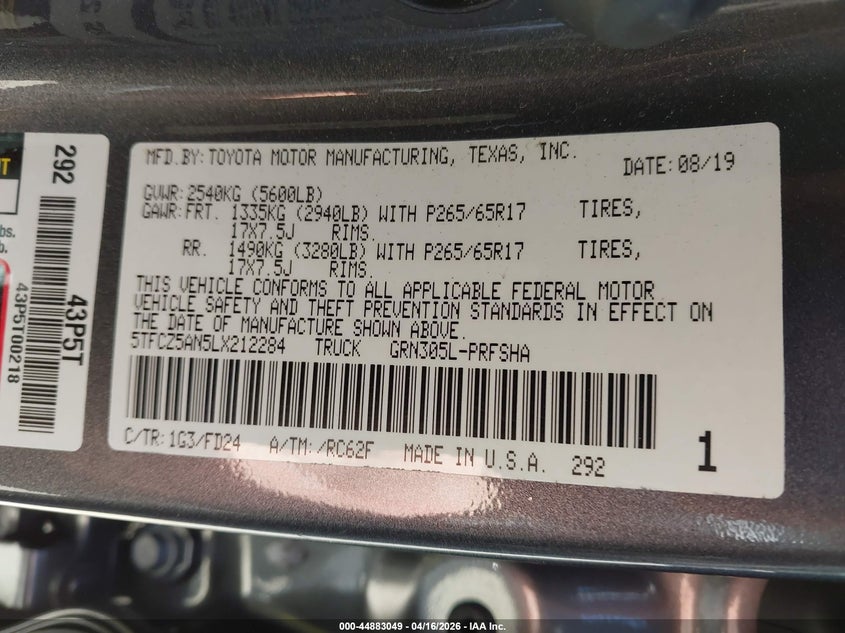 292
43P5T
43P5T00218
MFD.BY: TOYOTA MOTOR MANUFACTURING, TEXAS, INC. DATE: 08/19
GVWR: 2540KG (5600LB)
GAWR: FRT. 1335KG (2940LB) WITH P265/65R17 TIRES,
17X7.5J RIMS.
RR. 1490KG (3280LB) WITH P265/65R17 TIRES,
17X7.5J RIMS.
THIS VEHICLE CONFORMS TO ALL APPLICABLE FEDERAL MOTOR
VEHICLE SAFETY AND THEFT PREVENTION STANDARDS IN EFFECT ON
THE DATE OF MANUFACTURE SHOWN ABOVE.
5TFCZ5AN5LX212284 TRUCK GRN305L-PRFSHA
C/TR: 1G3/FD24 A/TM: /RC62F MADE IN U.S.A. 292
1
000-44883049 - 04/16/2026 - IAA Inc.